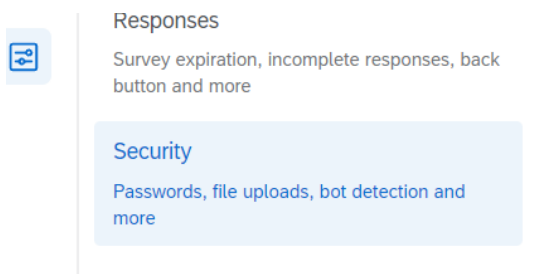 Responses
Survey expiration, incomplete responses, back
button and more
Security
Passwords, file uploads, bot detection and
more